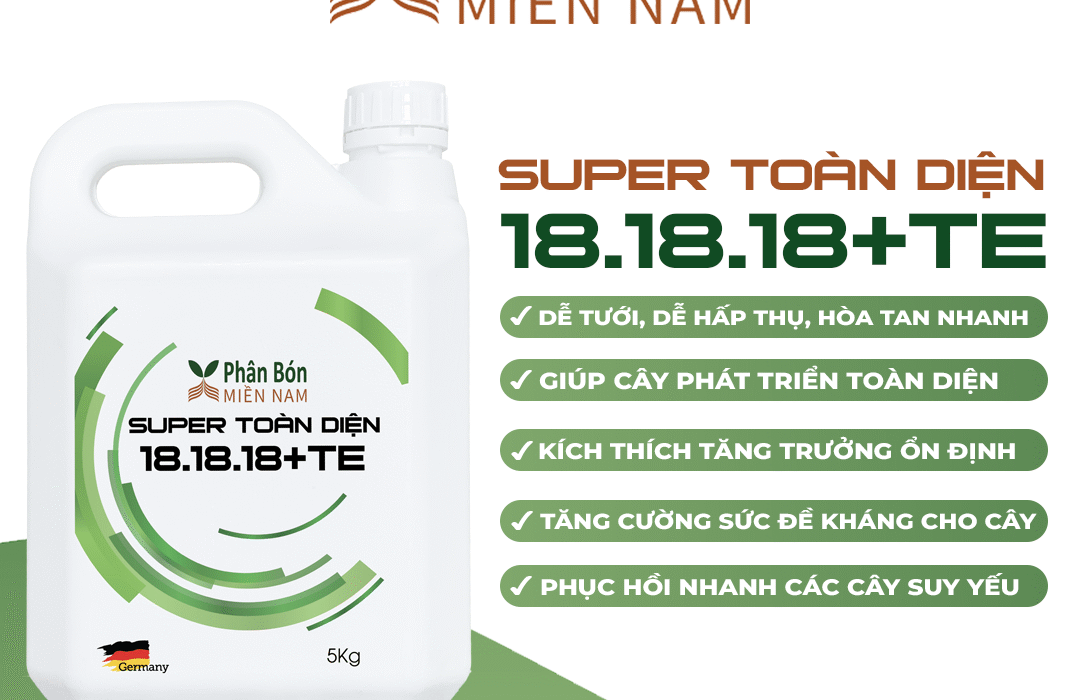 MIỀN NAM
SUPER TOÀN DIỆN
18.18.18+TE
✓ DỄ TƯỚI, DỄ HẤP THỤ, HÒA TAN NHANH
✓ GIÚP CÂY PHÁT TRIỂN TOÀN DIỆN
✓ KÍCH THÍCH TĂNG TRƯỞNG ỔN ĐỊNH
✓ TĂNG CƯỜNG SỨC ĐỀ KHÁNG CHO CÂY
✓ PHỤC HỒI NHANH CÁC CÂY SUY YẾU
Phân Bón
MIỀN NAM
SUPER TOÀN DIỆN
18.18.18+TE
Germany
5Kg